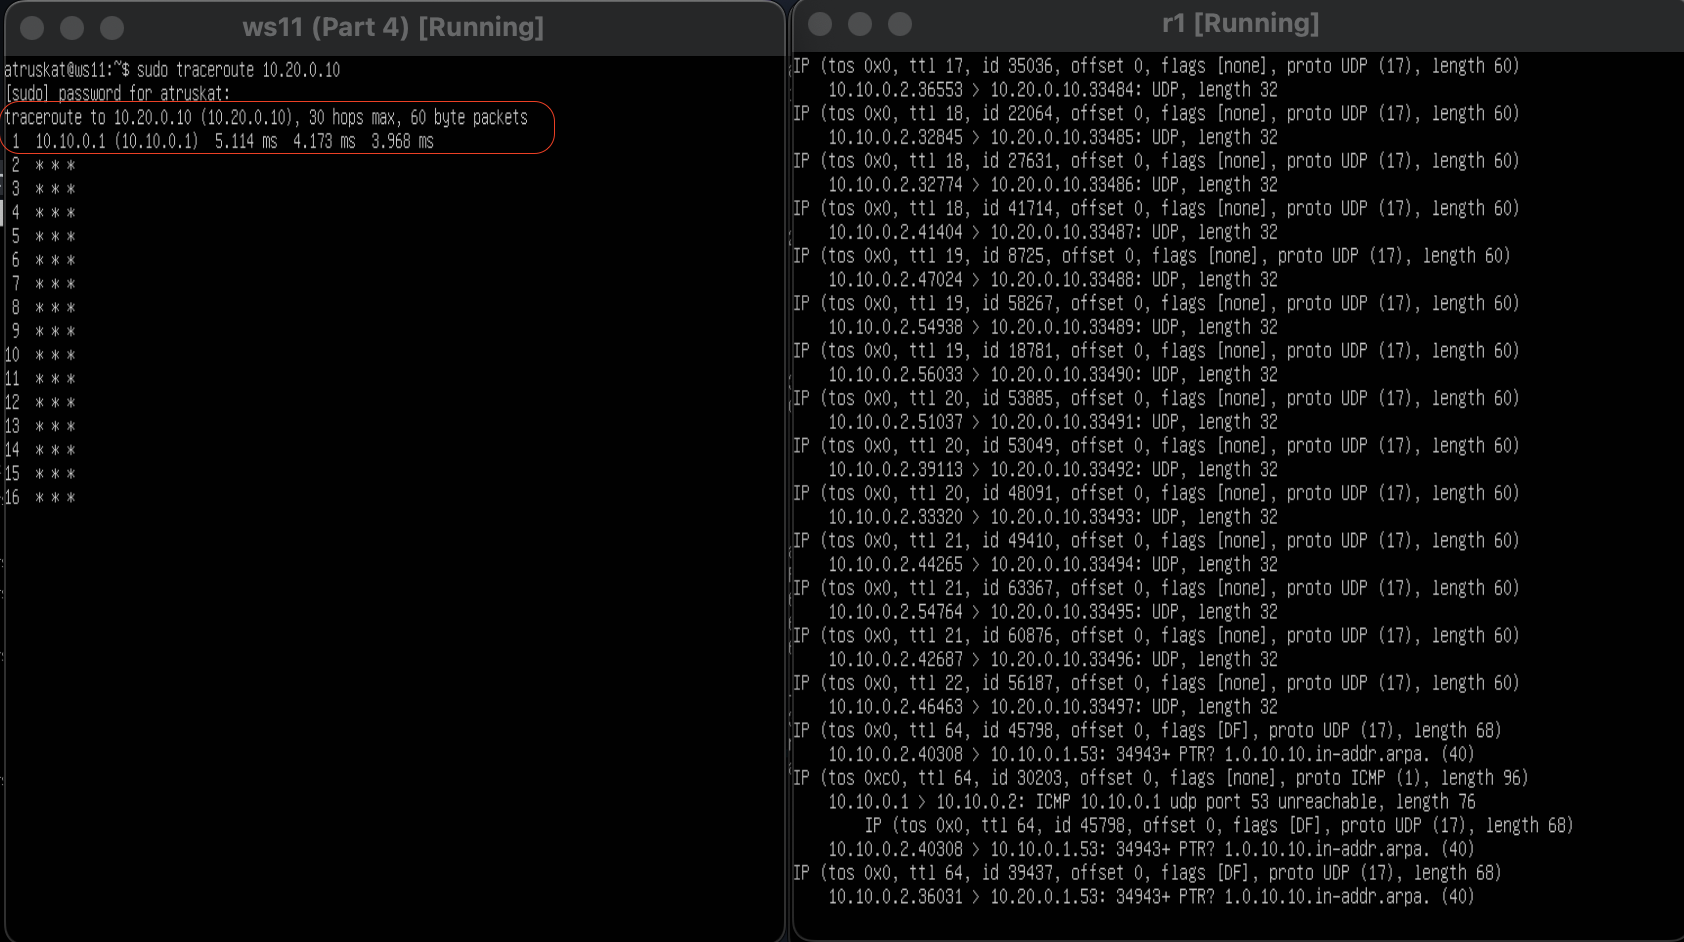 ws11 (Part 4) [Running]
atruskat@ws11:~$ sudo traceroute 10.20.0.10
[sudo] password for atruskat:
traceroute to 10.20.0.10 (10.20.0.10), 30 hops max, 60 byte packets
1 10.10.0.1 (10.10.0.1) 5.114 ms 4.173 ms 3.968 ms
2 * * *
3 * * *
4 * * *
5 * * *
6 * * *
7 * * *
8 * * *
9 * * *
10 * * *
11 * * *
12 * * *
13 * * *
14 * * *
15 * * *
16 * * *
r1 [Running]
IP (tos 0x0, ttl 17, id 35036, offset 0, flags [none], proto UDP (17), length 60)
10.10.0.2.36553 > 10.20.0.10.33484: UDP, length 32
IP (tos 0x0, ttl 18, id 22064, offset 0, flags [none], proto UDP (17), length 60)
10.10.0.2.32845 > 10.20.0.10.33485: UDP, length 32
IP (tos 0x0, ttl 18, id 27631, offset 0, flags [none], proto UDP (17), length 60)
10.10.0.2.32774 > 10.20.0.10.33486: UDP, length 32
IP (tos 0x0, ttl 18, id 41714, offset 0, flags [none], proto UDP (17), length 60)
10.10.0.2.41404 > 10.20.0.10.33487: UDP, length 32
IP (tos 0x0, ttl 19, id 8725, offset 0, flags [none], proto UDP (17), length 60)
10.10.0.2.47024 > 10.20.0.10.33488: UDP, length 32
IP (tos 0x0, ttl 19, id 58267, offset 0, flags [none], proto UDP (17), length 60)
10.10.0.2.54938 > 10.20.0.10.33489: UDP, length 32
IP (tos 0x0, ttl 19, id 18781, offset 0, flags [none], proto UDP (17), length 60)
10.10.0.2.56033 > 10.20.0.10.33490: UDP, length 32
IP (tos 0x0, ttl 20, id 53885, offset 0, flags [none], proto UDP (17), length 60)
10.10.0.2.51037 > 10.20.0.10.33491: UDP, length 32
IP (tos 0x0, ttl 20, id 53049, offset 0, flags [none], proto UDP (17), length 60)
10.10.0.2.39113 > 10.20.0.10.33492: UDP, length 32
IP (tos 0x0, ttl 20, id 48091, offset 0, flags [none], proto UDP (17), length 60)
10.10.0.2.33320 > 10.20.0.10.33493: UDP, length 32
IP (tos 0x0, ttl 21, id 49410, offset 0, flags [none], proto UDP (17), length 60)
10.10.0.2.44265 > 10.20.0.10.33494: UDP, length 32
IP (tos 0x0, ttl 21, id 63367, offset 0, flags [none], proto UDP (17), length 60)
10.10.0.2.54764 > 10.20.0.10.33495: UDP, length 32
IP (tos 0x0, ttl 21, id 60876, offset 0, flags [none], proto UDP (17), length 60)
10.10.0.2.42687 > 10.20.0.10.33496: UDP, length 32
IP (tos 0x0, ttl 22, id 56187, offset 0, flags [none], proto UDP (17), length 60)
10.10.0.2.46463 > 10.20.0.10.33497: UDP, length 32
IP (tos 0x0, ttl 64, id 45798, offset 0, flags [DF], proto UDP (17), length 68)
10.10.0.2.40308 > 10.10.0.1.53: 34943+ PTR? 1.0.10.10.in-addr.arpa. (40)
IP (tos 0xc0, ttl 64, id 30203, offset 0, flags [none], proto ICMP (1), length 96)
10.10.0.1 > 10.10.0.2: ICMP 10.10.0.1 udp port 53 unreachable, length 76
IP (tos 0x0, ttl 64, id 45798, offset 0, flags [DF], proto UDP (17), length 68)
10.10.0.2.40308 > 10.10.0.1.53: 34943+ PTR? 1.0.10.10.in-addr.arpa. (40)
IP (tos 0x0, ttl 64, id 39437, offset 0, flags [DF], proto UDP (17), length 68)
10.10.0.2.36031 > 10.20.0.1.53: 34943+ PTR? 1.0.10.10.in-addr.arpa. (40)